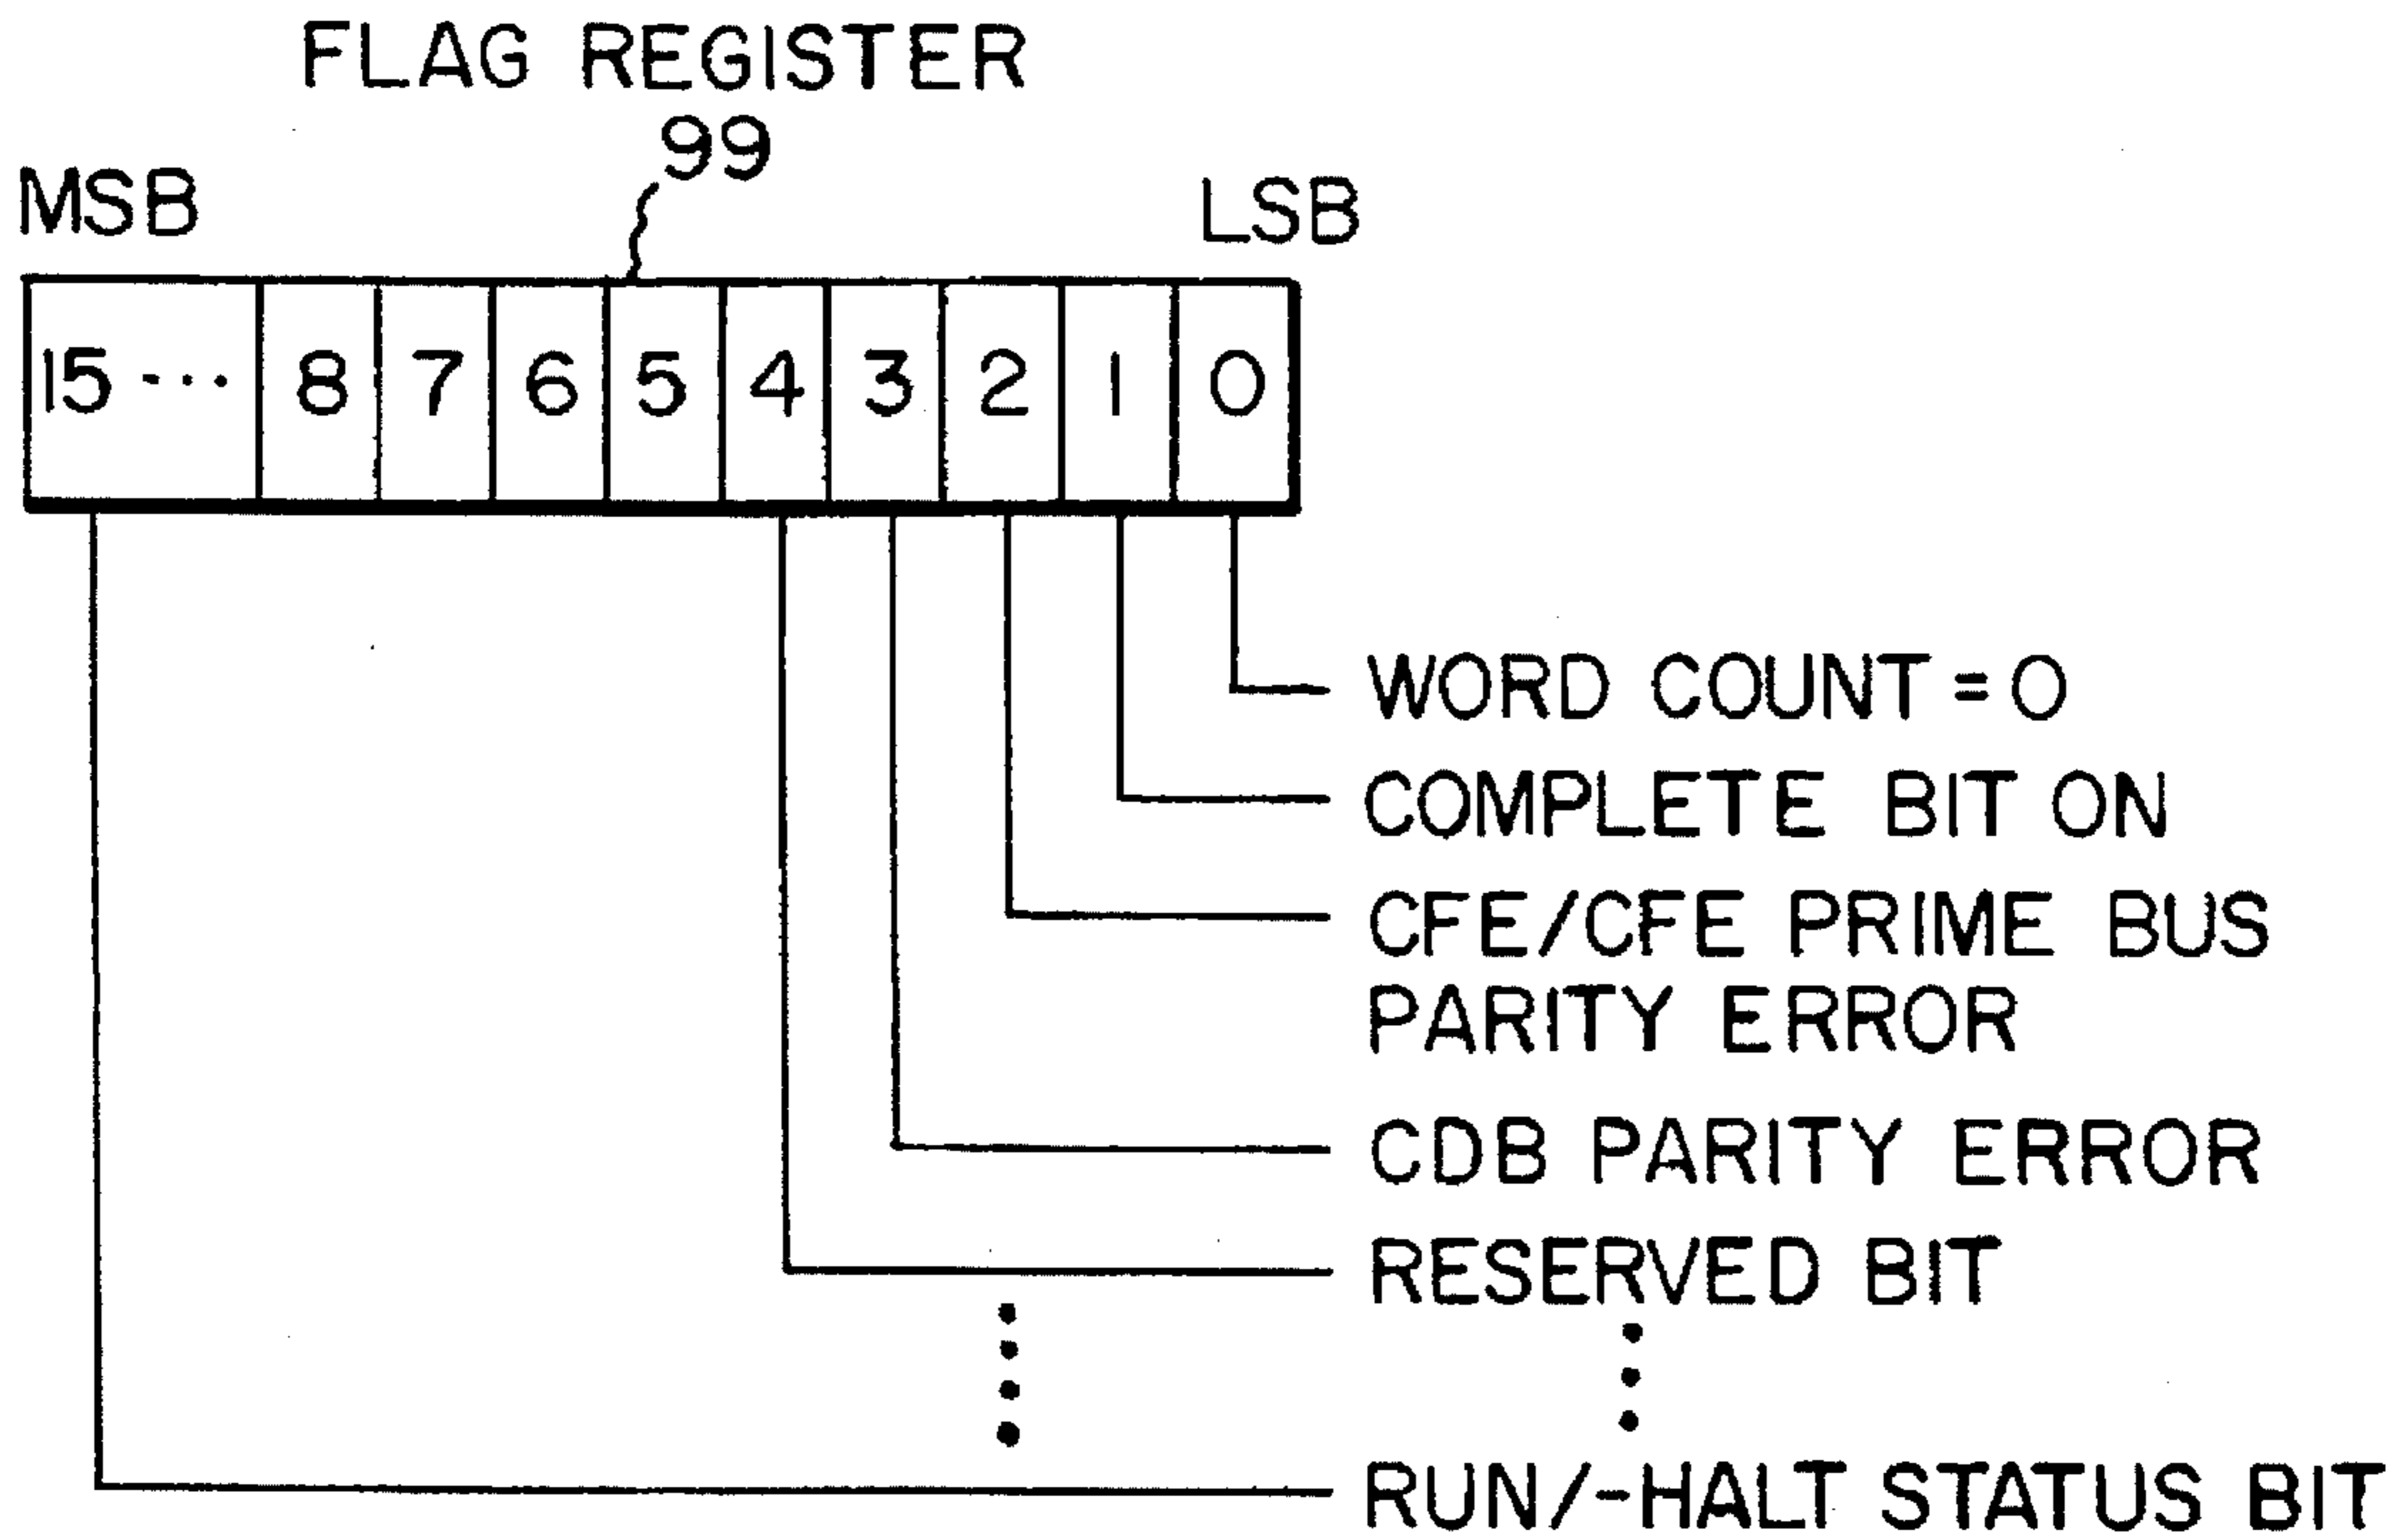 FLAG REGISTER
99
MSB
LSB
15 ... 8 7 6 5 4 3 2 1 0
WORD COUNT = 0
COMPLETE BIT ON
CFE/CFE PRIME BUS
PARITY ERROR
CDB PARITY ERROR
RESERVED BIT
RUN/-HALT STATUS BIT